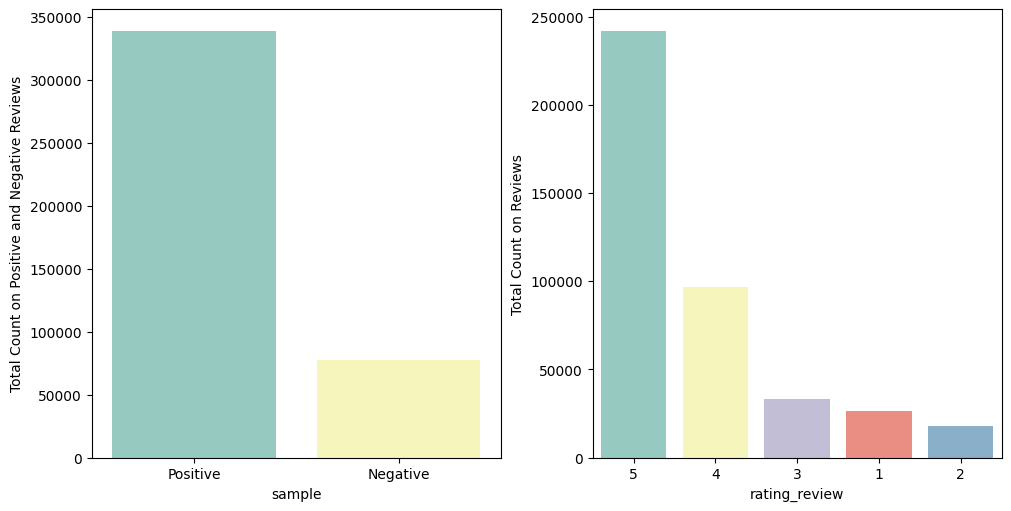 Total Count on Positive and Negative Reviews
350000
300000
250000
200000
150000
100000
50000
0
Positive Negative
sample
Total Count on Reviews
250000
200000
150000
100000
50000
0
5 4 3 1 2
rating_review